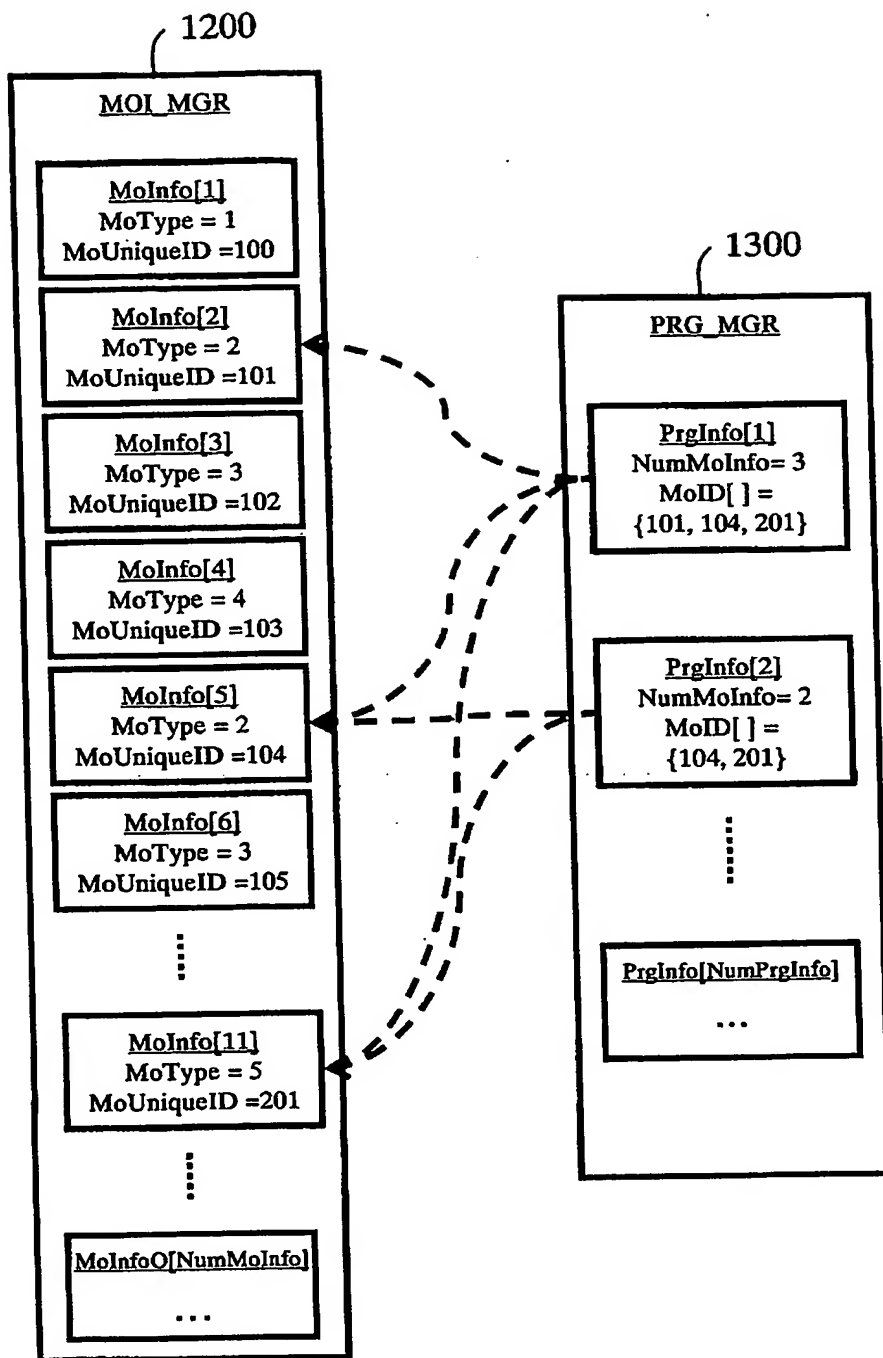 1200
MOI_MGR
MoInfo[1]
MoType = 1
MoUniqueID =100
MoInfo[2]
MoType = 2
MoUniqueID =101
MoInfo[3]
MoType = 3
MoUniqueID =102
MoInfo[4]
MoType = 4
MoUniqueID =103
MoInfo[5]
MoType = 2
MoUniqueID =104
MoInfo[6]
MoType = 3
MoUniqueID =105
MoInfo[11]
MoType = 5
MoUniqueID =201
MoInfoO[NumMoInfo]
...
1300
PRG_MGR
PrgInfo[1]
NumMoInfo= 3
MoID[ ] =
{101, 104, 201}
PrgInfo[2]
NumMoInfo= 2
MoID[ ] =
{104, 201}
PrgInfo[NumPrgInfo]
...